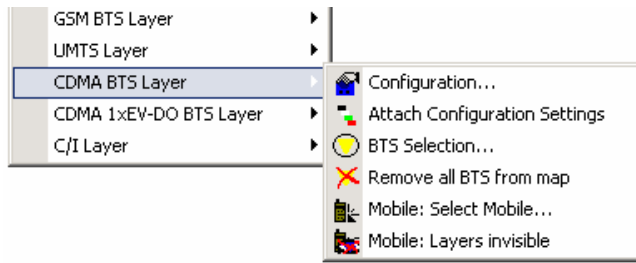 GSM BTS Layer
UMTS Layer
CDMA BTS Layer
CDMA 1xEV-DO BTS Layer
C/I Layer
Configuration...
Attach Configuration Settings
BTS Selection...
Remove all BTS from map
Mobile: Select Mobile...
Mobile: Layers invisible